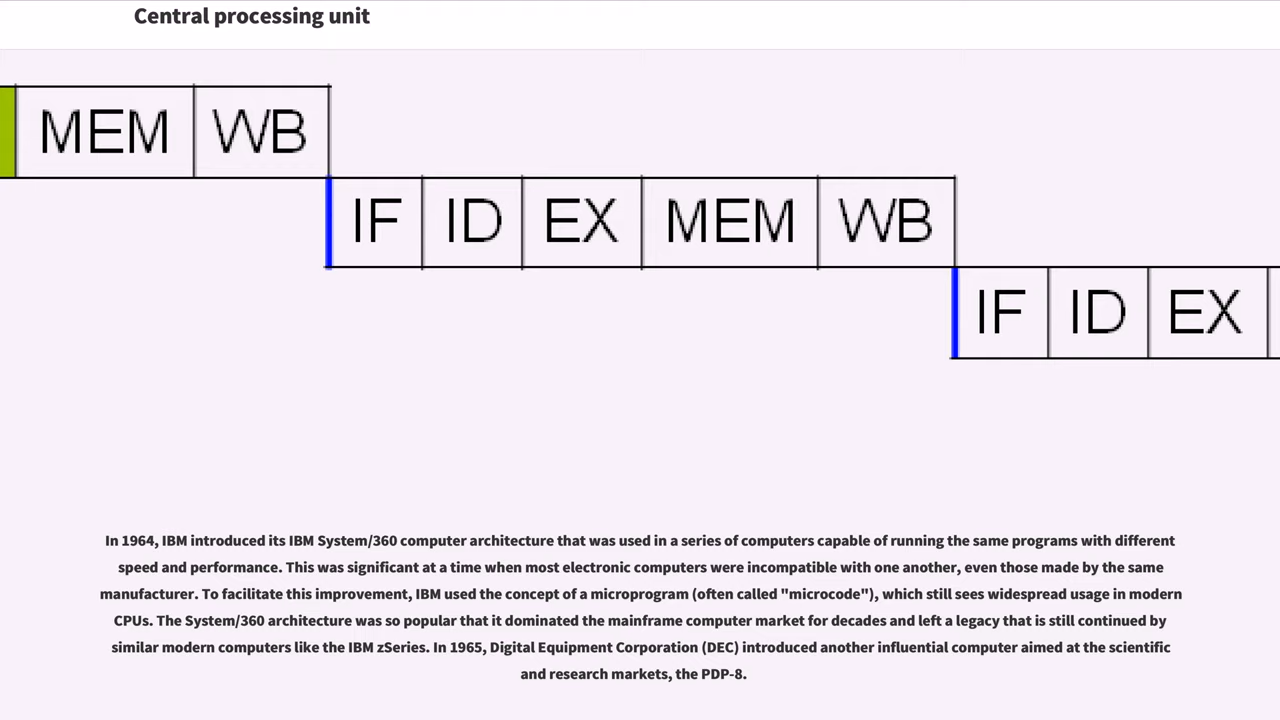 Central processing unit
MEM WB
IF ID EX MEM WB
IF ID EX
In 1964, IBM introduced its IBM System/360 computer architecture that was used in a series of computers capable of running the same programs with different
speed and performance. This was significant at a time when most electronic computers were incompatible with one another, even those made by the same
manufacturer. To facilitate this improvement, IBM used the concept of a microprogram (often called "microcode"), which still sees widespread usage in modern
CPUs. The System/360 architecture was so popular that it dominated the mainframe computer market for decades and left a legacy that is still continued by
similar modern computers like the IBM zSeries. In 1965, Digital Equipment Corporation (DEC) introduced another influential computer aimed at the scientific
and research markets, the PDP-8.